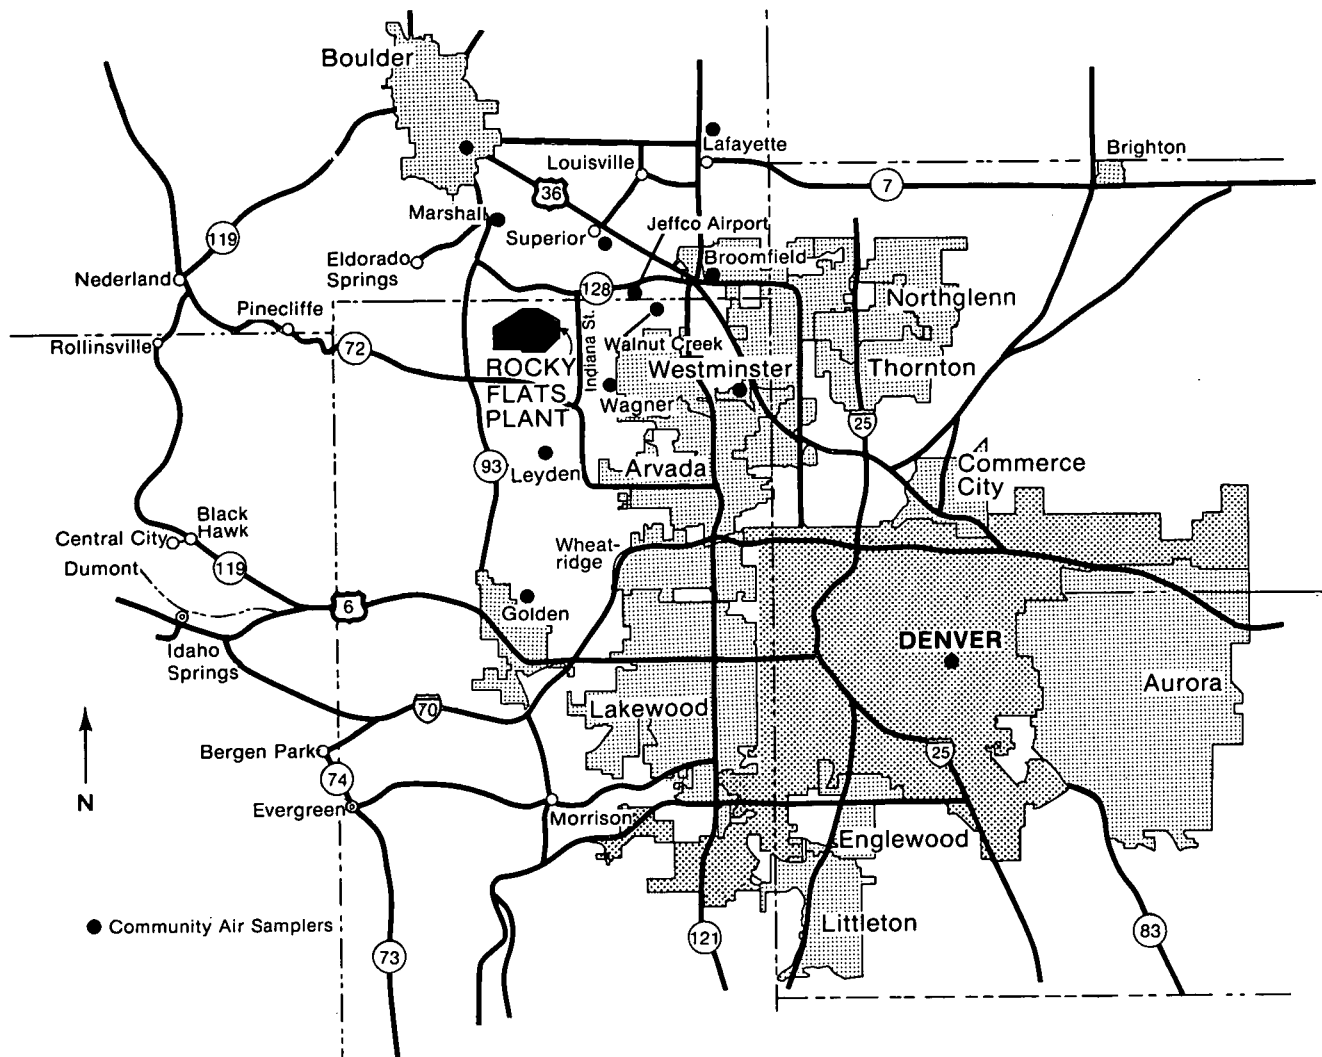 Boulder
Lafayette
Brighton
Louisville
36
7
Marshall
Jeffco Airport
Superior
119
Eldorado
Springs
Broomfield
Nederland
128
Northglenn
Pinecliffe
Indiana St.
Rollinsville
72
Walnut Creek
ROCKY
FLATS
PLANT
Westminster
Thornton
Wagner
25
93
Leyden
Arvada
Commerce
City
Black
Hawk
Central City
Wheat-
ridge
Dumont
119
6
Golden
DENVER
Idaho
Springs
Aurora
70
Lakewood
Bergen Park
25
74
N
Evergreen
Morrison
Englewood
Community Air Samplers
Littleton
121
83
73